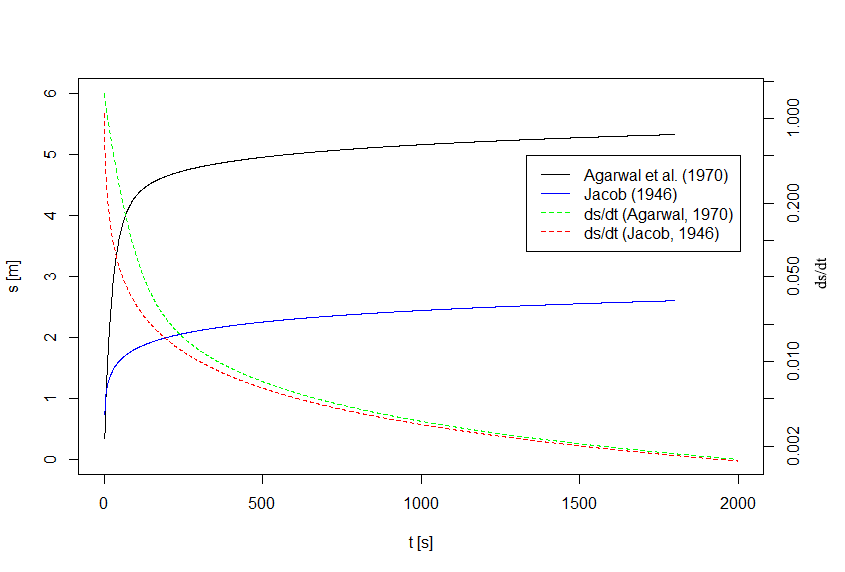 6
5
4
3
2
1
0
s [m]
Agarwal et al. (1970)
Jacob (1946)
ds/dt (Agarwal, 1970)
ds/dt (Jacob, 1946)
1.000
0.200
0.050
0.010
0.002
ds/dt
0 500 1000 1500 2000
t [s]